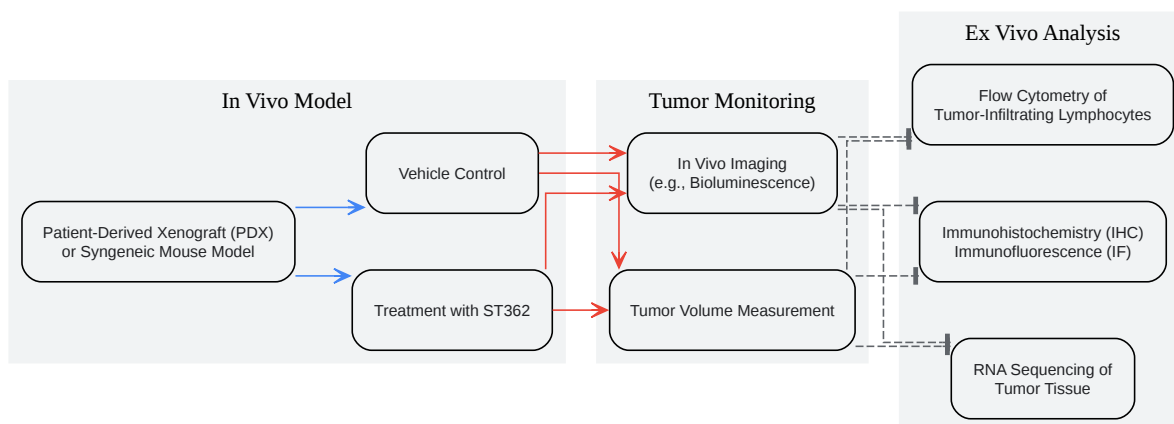 In Vivo Model
Patient-Derived Xenograft (PDX)
or Syngeneic Mouse Model
Vehicle Control
Treatment with ST362
Tumor Monitoring
In Vivo Imaging
(e.g., Bioluminescence)
Tumor Volume Measurement
Ex Vivo Analysis
Flow Cytometry of
Tumor-Infiltrating Lymphocytes
Immunohistochemistry (IHC)
Immunofluorescence (IF)
RNA Sequencing of
Tumor Tissue